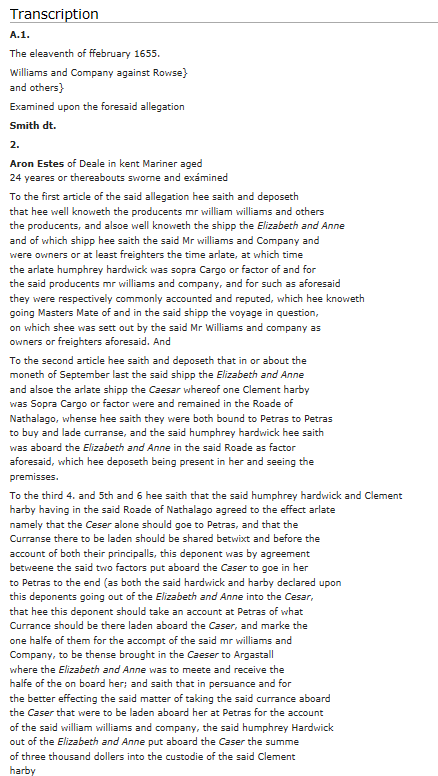 Transcription
A.1.
The eleaventh of ffebruary 1655.
Williams and Company against Rowse}
and others}
Examined upon the foresaid allegation
Smith dt.
2.
Aron Estes of Deale in kent Mariner aged
24 yeares or thereabouts sworne and exámined
To the first article of the said allegation hee saith and deposeth
that hee well knoweth the producents mr william williams and others
the producents, and alsoe well knoweth the shipp the Elizabeth and Anne
and of which shipp hee saith the said Mr williams and Company and
were owners or at least freighters the time arlate, at which time
the arlate humphrey hardwick was sopra Cargo or factor of and for
the said producents mr williams and company, and for such as aforesaid
they were respectively commonly accounted and reputed, which hee knoweth
going Masters Mate of and in the said shipp the voyage in question,
on which shee was sett out by the said Mr Williams and company as
owners or freighters aforesaid. And
To the second article hee saith and deposeth that in or about the
moneth of September last the said shipp the Elizabeth and Anne
and alsoe the arlate shipp the Caesar whereof one Clement harby
was Sopra Cargo or factor were and remained in the Roade of
Nathalago, whense hee saith they were both bound to Petras to Petras
to buy and lade curranse, and the said humphrey hardwick hee saith
was aboard the Elizabeth and Anne in the said Roade as factor
aforesaid, which hee deposeth being present in her and seeing the
premisses.
To the third 4. and 5th and 6 hee saith that the said humphrey hardwick and Clement
harby having in the said Roade of Nathalago agreed to the effect arlate
namely that the Ceser alone should goe to Petras, and that the
Curranse there to be laden should be shared betwixt and before the
account of both their principalls, this deponent was by agreement
betweene the said two factors put aboard the Caser to goe in her
to Petras to the end (as both the said hardwick and harby declared upon
this deponents going out of the Elizabeth and Anne into the Cesar,
that hee this deponent should take an account at Petras of what
Currance should be there laden aboard the Caser, and marke the
one halfe of them for the accompt of the said mr williams and
Company, to be thense brought in the Caeser to Argastall
where the Elizabeth and Anne was to meete and receive the
halfe of the on board her; and saith that in persuance and for
the better effecting the said matter of taking the said currance aboard
the Caser that were to be laden aboard her at Petras for the account
of the said william williams and company, the said humphrey Hardwick
out of the Elizabeth and Anne put aboard the Caser the summe
of three thousand dollers into the custodie of the said Clement
harby